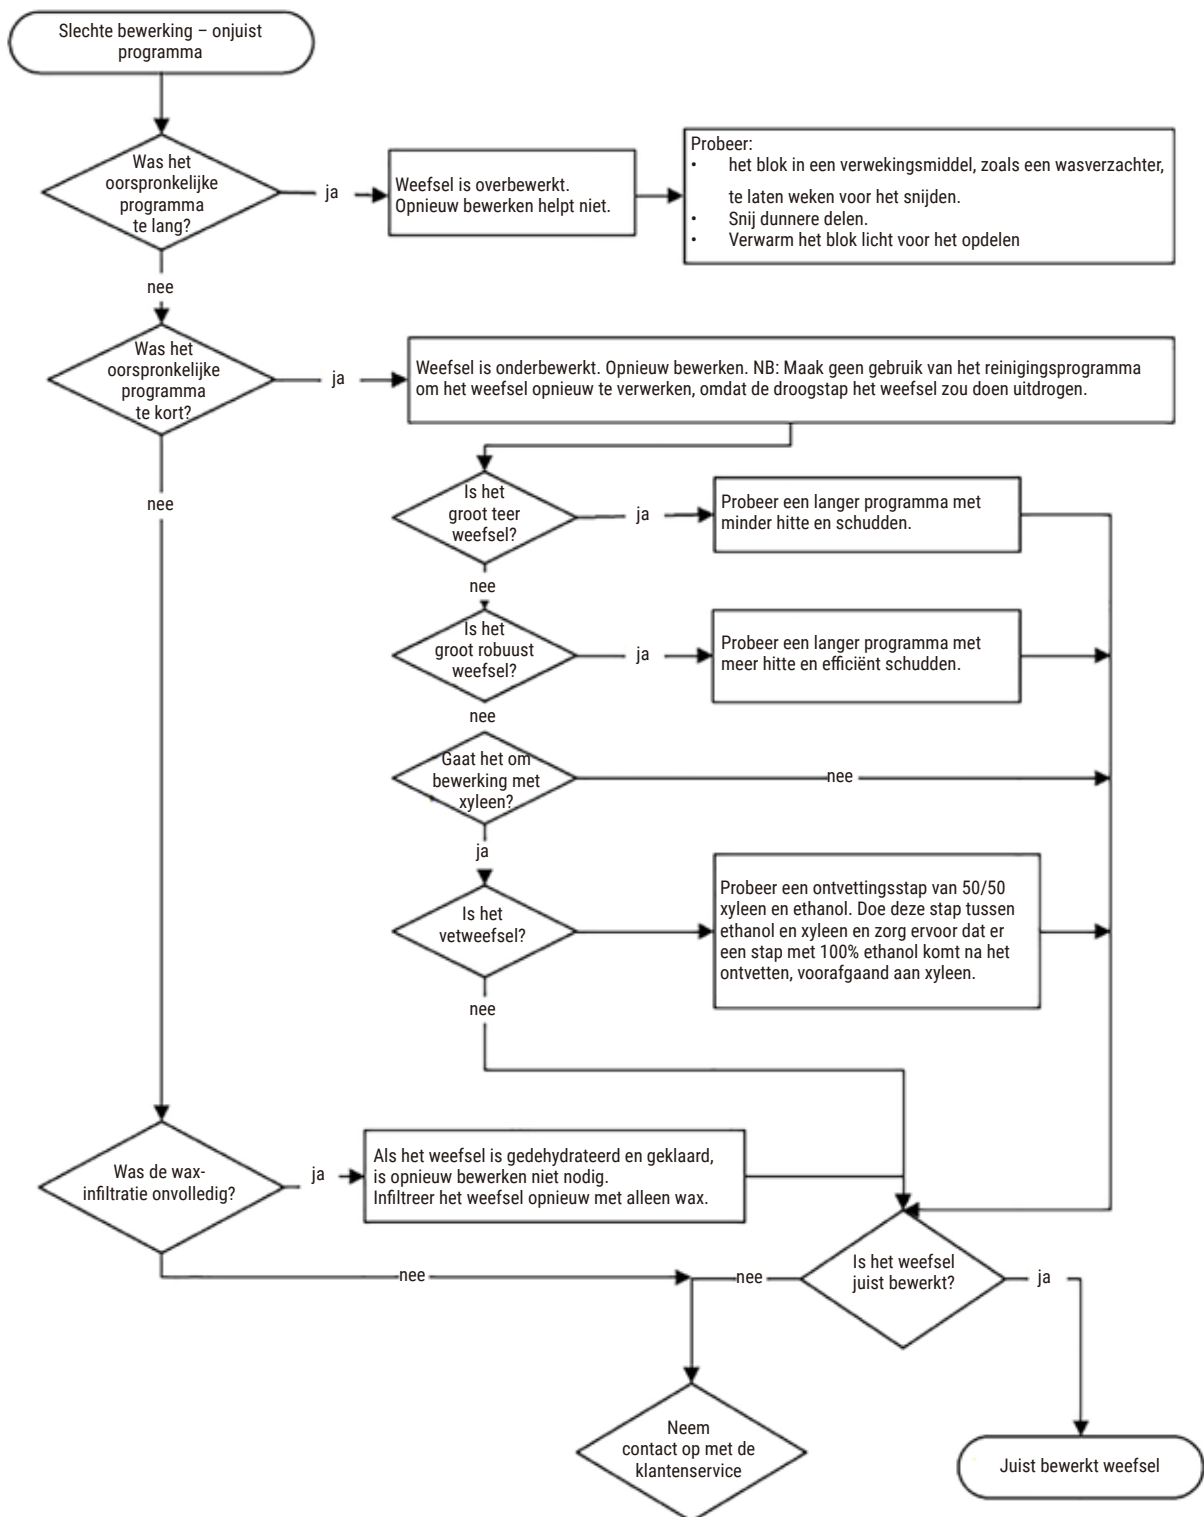 Slechte bewerking – onjuist
programma
Was het
oorspronkelijke
programma
te lang?
ja
Weefsel is overbewerkt.
Opnieuw bewerken helpt niet.
Probeer:
• het blok in een verwekingsmiddel, zoals een wasverzachter,
te laten weken voor het snijden.
• Snij dunnere delen.
• Verwarm het blok licht voor het opdelen
nee
Was het
oorspronkelijke
programma
te kort?
ja
Weefsel is onderbewerkt. Opnieuw bewerken. NB: Maak geen gebruik van het reinigingsprogramma
om het weefsel opnieuw te verwerken, omdat de droogstap het weefsel zou doen uitdrogen.
nee
Is het
groot teer
weefsel?
ja
Probeer een langer programma met
minder hitte en schudden.
nee
Is het
groot robuust
weefsel?
ja
Probeer een langer programma met
meer hitte en efficiënt schudden.
nee
Gaat het om
bewerking met
xyleen?
nee
ja
Is het
vetweefsel?
Probeer een ontvettingsstap van 50/50
xyleen en ethanol. Doe deze stap tussen
ethanol en xyleen en zorg ervoor dat er
een stap met 100% ethanol komt na het
ontvetten, voorafgaand aan xyleen.
nee
Was de wax-
infiltratie onvolledig?
ja
Als het weefsel is gedehydrateerd en geklaard,
is opnieuw bewerken niet nodig.
Infiltreer het weefsel opnieuw met alleen wax.
nee
Is het weefsel
juist bewerkt?
nee
ja
Neem
contact op met de
klantenservice
Juist bewerkt weefsel